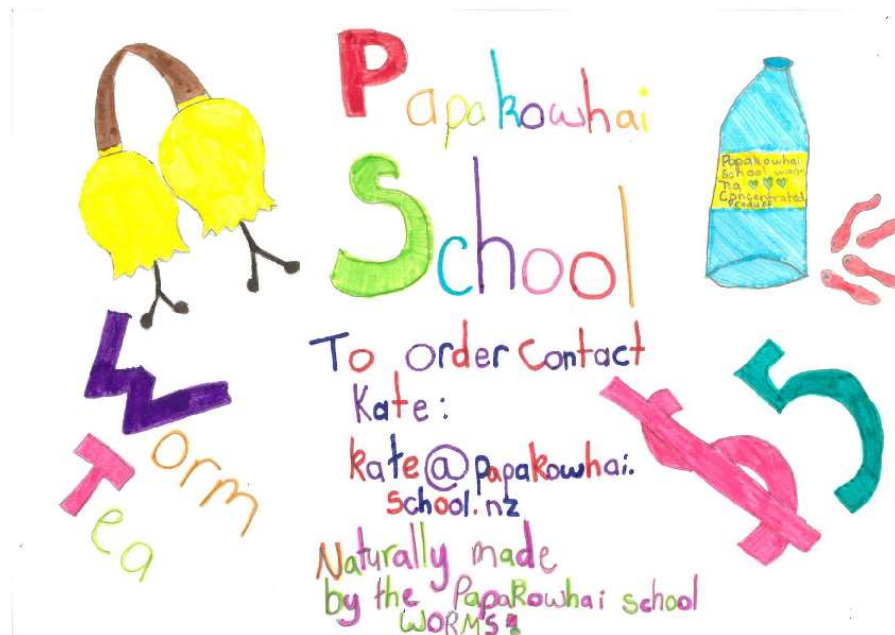 Papakowhai
School
Papakowhai
School worm
Tea
Concentrated
To order contact
Kate:
kate@papakowhai.
school.nz
Worm
Tea
$5
Naturally made
by the Papakowhai school
WORMS!